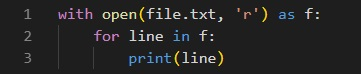 1 with open(file.txt, 'r') as f:
2     for line in f:
3         print(line)